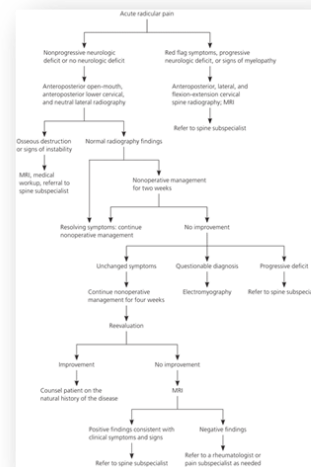 Acute radicular pain
Nonprogressive neurologic
deficit or no neurologic deficit
Red flag symptoms, progressive
neurologic deficit, or signs of myelopathy
Anteroposterior open-mouth,
anteroposterior lower cervical,
and neutral lateral radiography
Anteroposterior, lateral, and
flexion-extension cervical
spine radiography; MRI
Refer to spine subspecialist
Osseous destruction
or signs of instability
Normal radiography findings
MRI, medical
workup, referral to
spine subspecialist
Nonoperative management
for two weeks
Resolving symptoms: continue
nonoperative management
No improvement
Unchanged symptoms
Questionable diagnosis
Progressive deficit
Continue nonoperative
management for four weeks
Electromyography
Refer to spine subspecia
Reevaluation
Improvement
No improvement
Counsel patient on the
natural history of the disease
MRI
Positive findings consistent with
clinical symptoms and signs
Negative findings
Refer to spine subspecialist
Refer to a rheumatologist or
pain subspecialist as needed